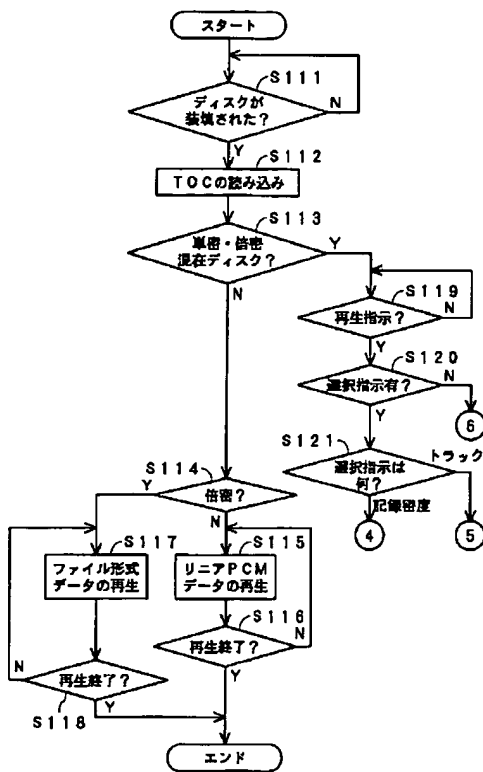 スタート
S111
ディスクが
装填された？
N
Y
S112
TOCの読み込み
S113
単密・倍密
混在ディスク？
Y
N
S119
再生指示？
N
Y
S120
選択指示有？
N
Y
6
S121
選択指示は
何？
トラック
記録密度
4
5
S114
倍密？
Y
N
S117
ファイル形式
データの再生
S115
リニアPCM
データの再生
S116
再生終了？
N
Y
再生終了？
N
Y
S118
エンド